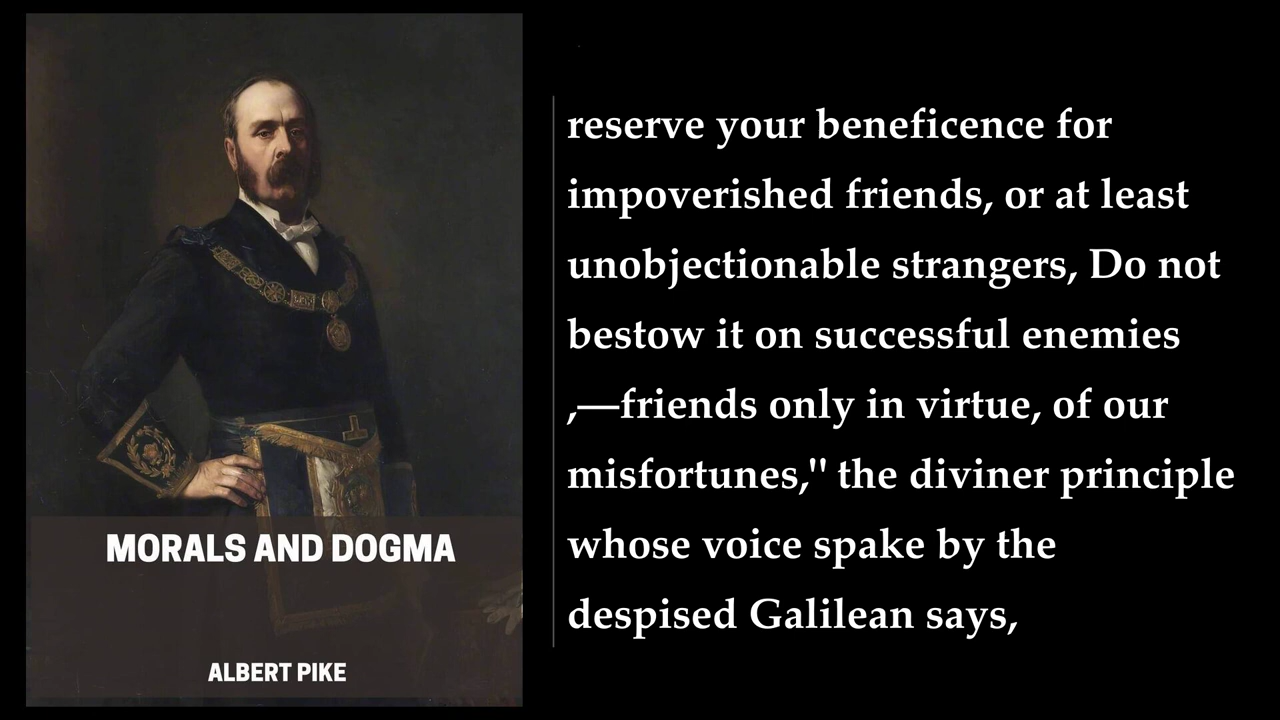 MORALS AND DOGMA
ALBERT PIKE
reserve your beneficence for
impoverished friends, or at least
unobjectionable strangers, Do not
bestow it on successful enemies
,—friends only in virtue, of our
misfortunes," the diviner principle
whose voice spake by the
despised Galilean says,